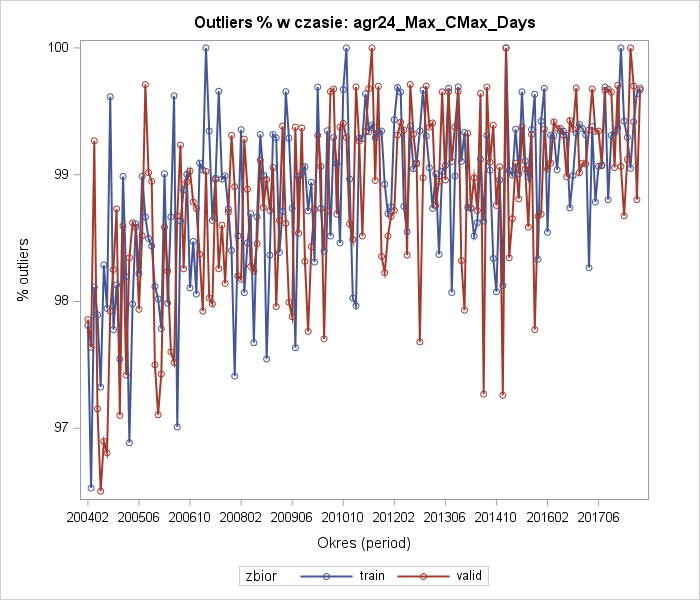 Outliers % w czasie: agr24_Max_CMax_Days
% outliers
100
99
98
97
200402 200506 200610 200802 200906 201010 201202 201306 201410 201602 201706
Okres (period)
zbior train valid